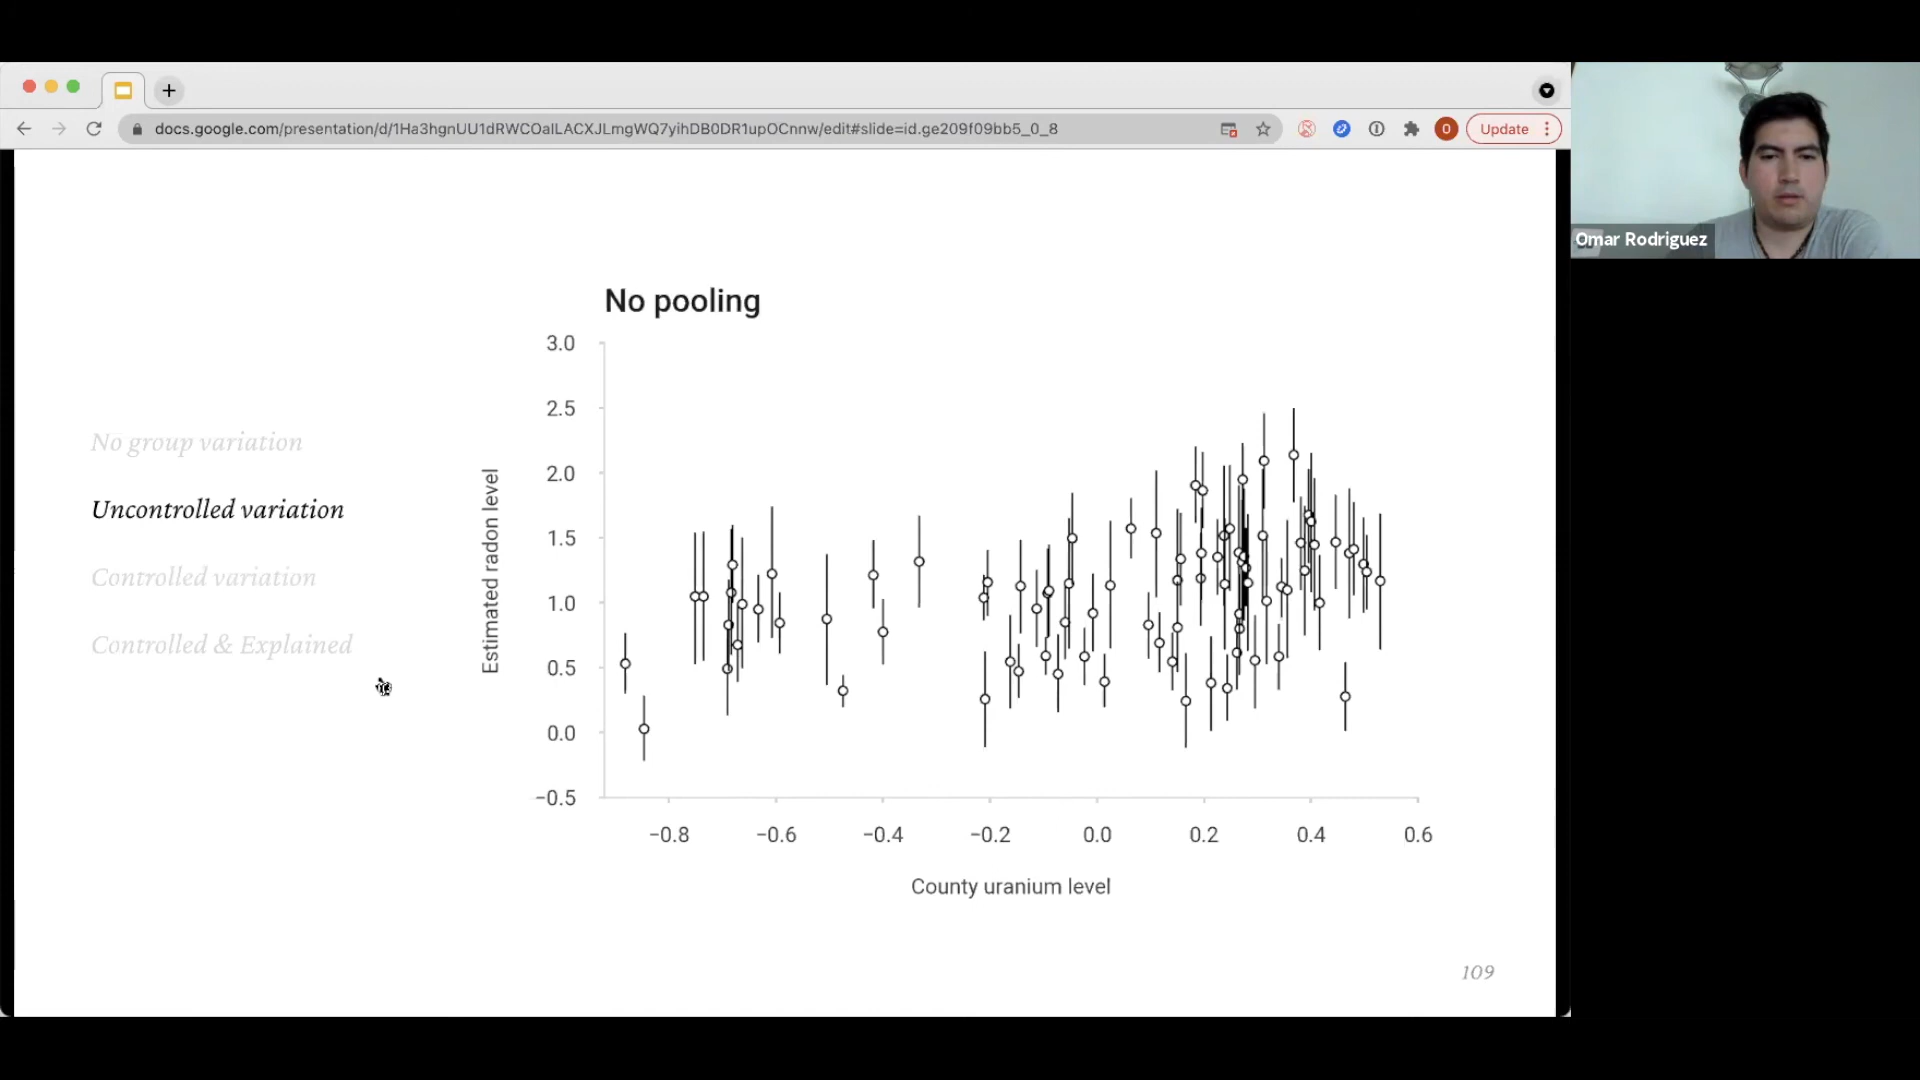 docs.google.com/presentation/d/1Ha3hgnUU1dRWCOaILACXJLmgWQ7yihDB0DR1upOCnnw/edit#slide=id.ge209f09bb5_0_8
O
Update
Omar Rodriguez
No group variation
Uncontrolled variation
Controlled variation
Controlled & Explained
No pooling
Estimated radon level
3.0
2.5
2.0
1.5
1.0
0.5
0.0
−0.5
−0.8 −0.6 −0.4 −0.2 0.0 0.2 0.4 0.6
County uranium level
109